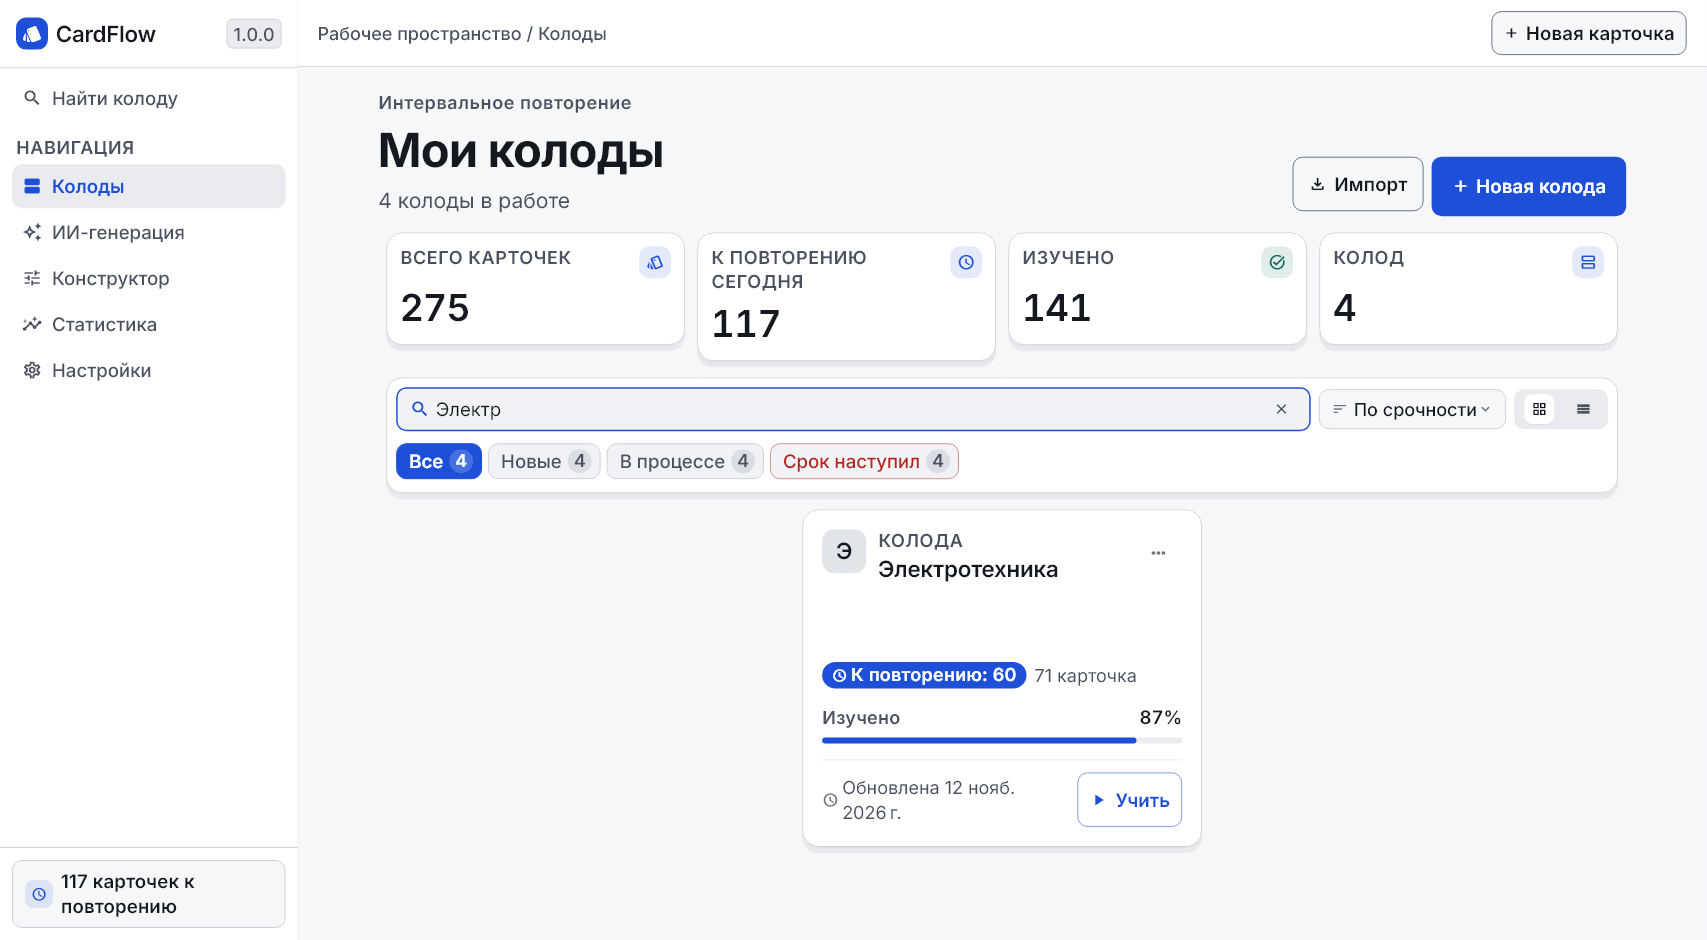 CardFlow
1.0.0
Найти колоду
НАВИГАЦИЯ
Колоды
ИИ-генерация
Конструктор
Статистика
Настройки
117 карточек к
повторению
Рабочее пространство / Колоды
+ Новая карточка
Интервальное повторение
Мои колоды
4 колоды в работе
Импорт
+ Новая колода
ВСЕГО КАРТОЧЕК
275
К ПОВТОРЕНИЮ
СЕГОДНЯ
117
ИЗУЧЕНО
141
КОЛОД
4
Электр
По срочности
Все 4
Новые 4
В процессе 4
Срок наступил 4
Э
КОЛОДА
Электротехника
К повторению: 60
71 карточка
Изучено
87%
Обновлена 12 нояб.
2026 г.
Учить